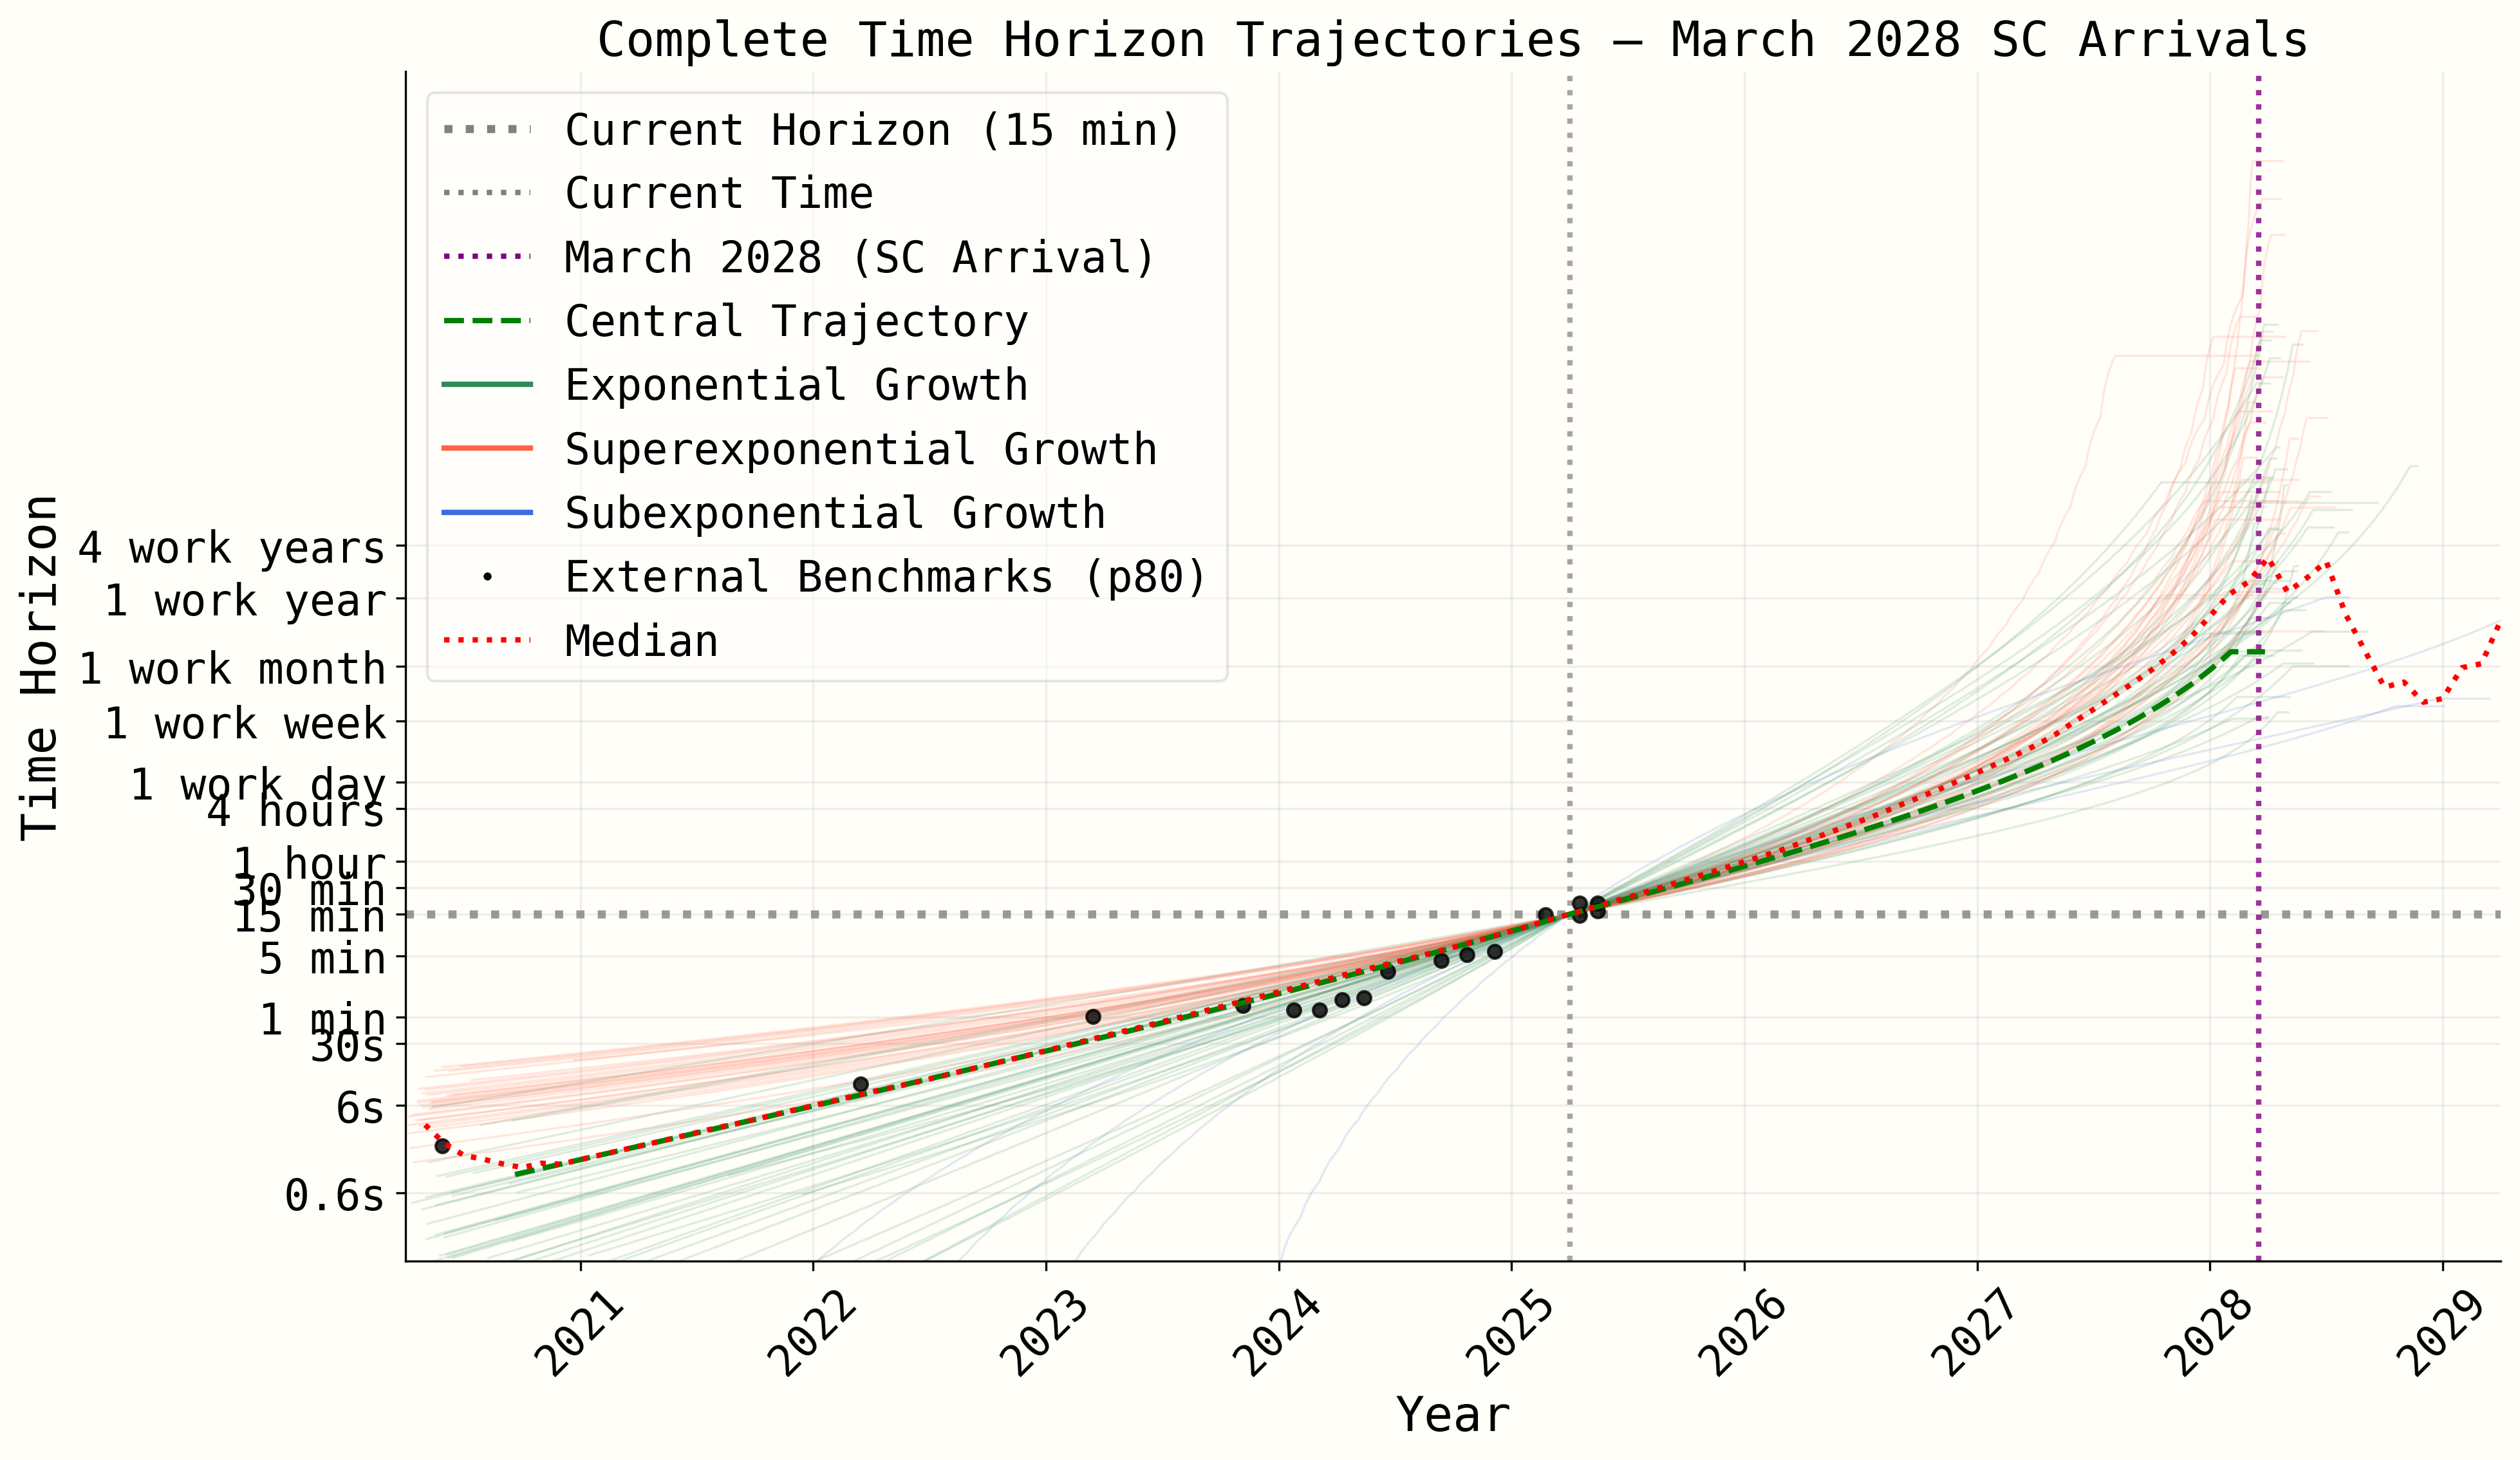 Complete Time Horizon Trajectories – March 2028 SC Arrivals
Current Horizon (15 min)
Current Time
March 2028 (SC Arrival)
Central Trajectory
Exponential Growth
Superexponential Growth
Subexponential Growth
External Benchmarks (p80)
Median
Time Horizon
4 work years
1 work year
1 work month
1 work week
1 work day
4 hours
1 hour
30 min
15 min
5 min
1 min
30s
6s
0.6s
2021
2022
2023
2024
2025
2026
2027
2028
2029
Year